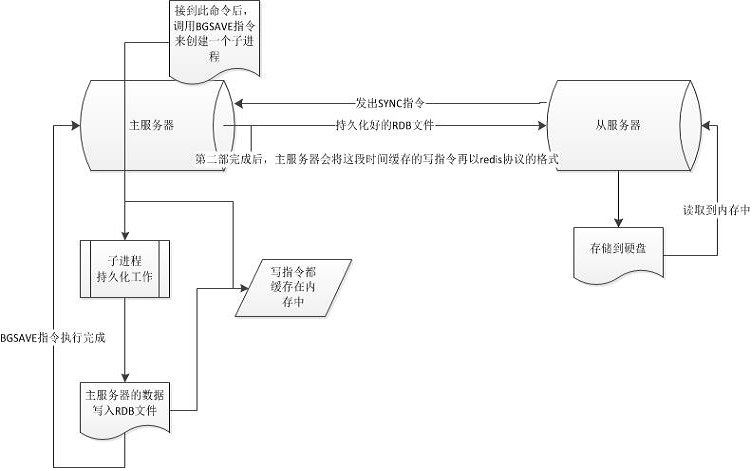 接到此命令后，
调用BGSAVE指令
来创建一个子进
程
主服务器
发出SYNC指令
持久化好的RDB文件
从服务器
第二部完成后，主服务器会将这段时间缓存的写指令再以redis协议的格式
读取到内存中
子进程
持久化工作
写指令都
缓存在内
存中
存储到硬盘
BGSAVE指令执行完成
主服务器的数据
写入RDB文件